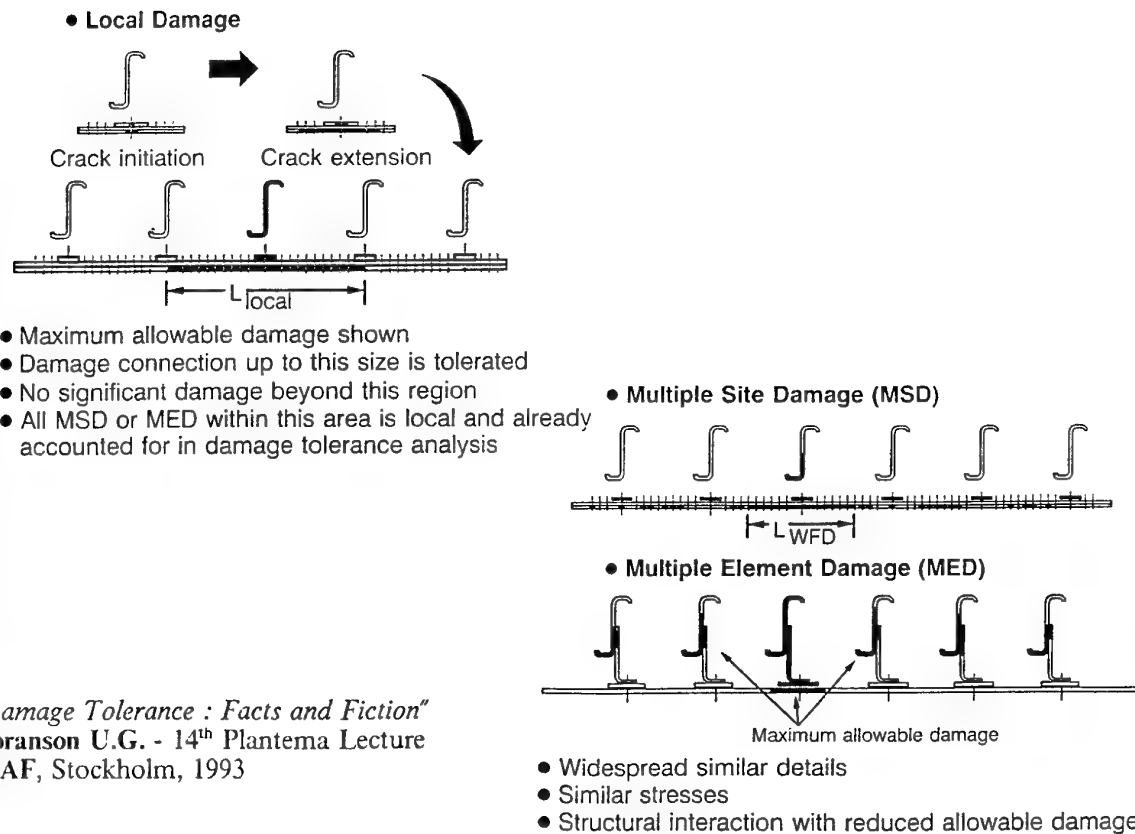 • Local Damage
Crack initiation
Crack extension
L local
• Maximum allowable damage shown
• Damage connection up to this size is tolerated
• No significant damage beyond this region
• All MSD or MED within this area is local and already
accounted for in damage tolerance analysis
• Multiple Site Damage (MSD)
L WFD
• Multiple Element Damage (MED)
Maximum allowable damage
• Widespread similar details
• Similar stresses
• Structural interaction with reduced allowable damage
amage Tolerance : Facts and Fiction"
oranson U.G. - 14th Plantema Lecture
AF, Stockholm, 1993